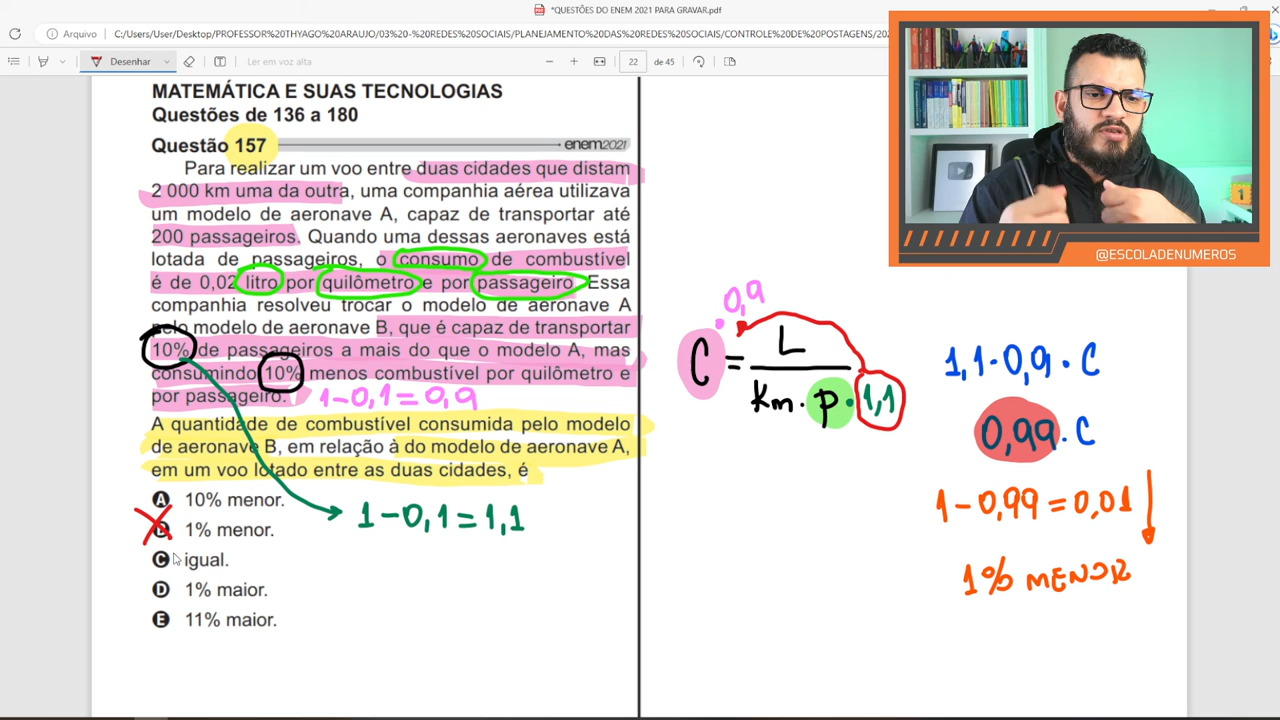 *QUESTÕES DO ENEM 2021 PARA GRAVAR.pdf
Arquivo C:/Users/User/Desktop/PROFESSOR%20THYAGO%20ARAUJO/03%20-%20REDES%20SOCIAIS/PLANEJAMENTO%20DAS%20REDES%20SOCIAIS/CONTROLE%20DE%20POSTAGENS/202
Desenhar Ler em voz alta 22 de 45
MATEMÁTICA E SUAS TECNOLOGIAS
Questões de 136 a 180
Questão 157 enem2021
Para realizar um voo entre duas cidades que distam
2 000 km uma da outra, uma companhia aérea utilizava
um modelo de aeronave A, capaz de transportar até
200 passageiros. Quando uma dessas aeronaves está
lotada de passageiros, o consumo de combustível
é de 0,02 litro por quilômetro e por passageiro. Essa
companhia resolveu trocar o modelo de aeronave A
pelo modelo de aeronave B, que é capaz de transportar
10% de passageiros a mais do que o modelo A, mas
consumindo 10% menos combustível por quilômetro e
por passageiro. 1-0,1=0,9
A quantidade de combustível consumida pelo modelo
de aeronave B, em relação à do modelo de aeronave A,
em um voo lotado entre as duas cidades, é
A 10% menor.
1% menor.
C igual.
D 1% maior.
E 11% maior.
1-0,1=1,1
·0,9
C = L
km·p·1,1
1,1·0,9·C
0,99·C
1-0,99=0,01
1% MENOR
@ESCOLADENUMEROS